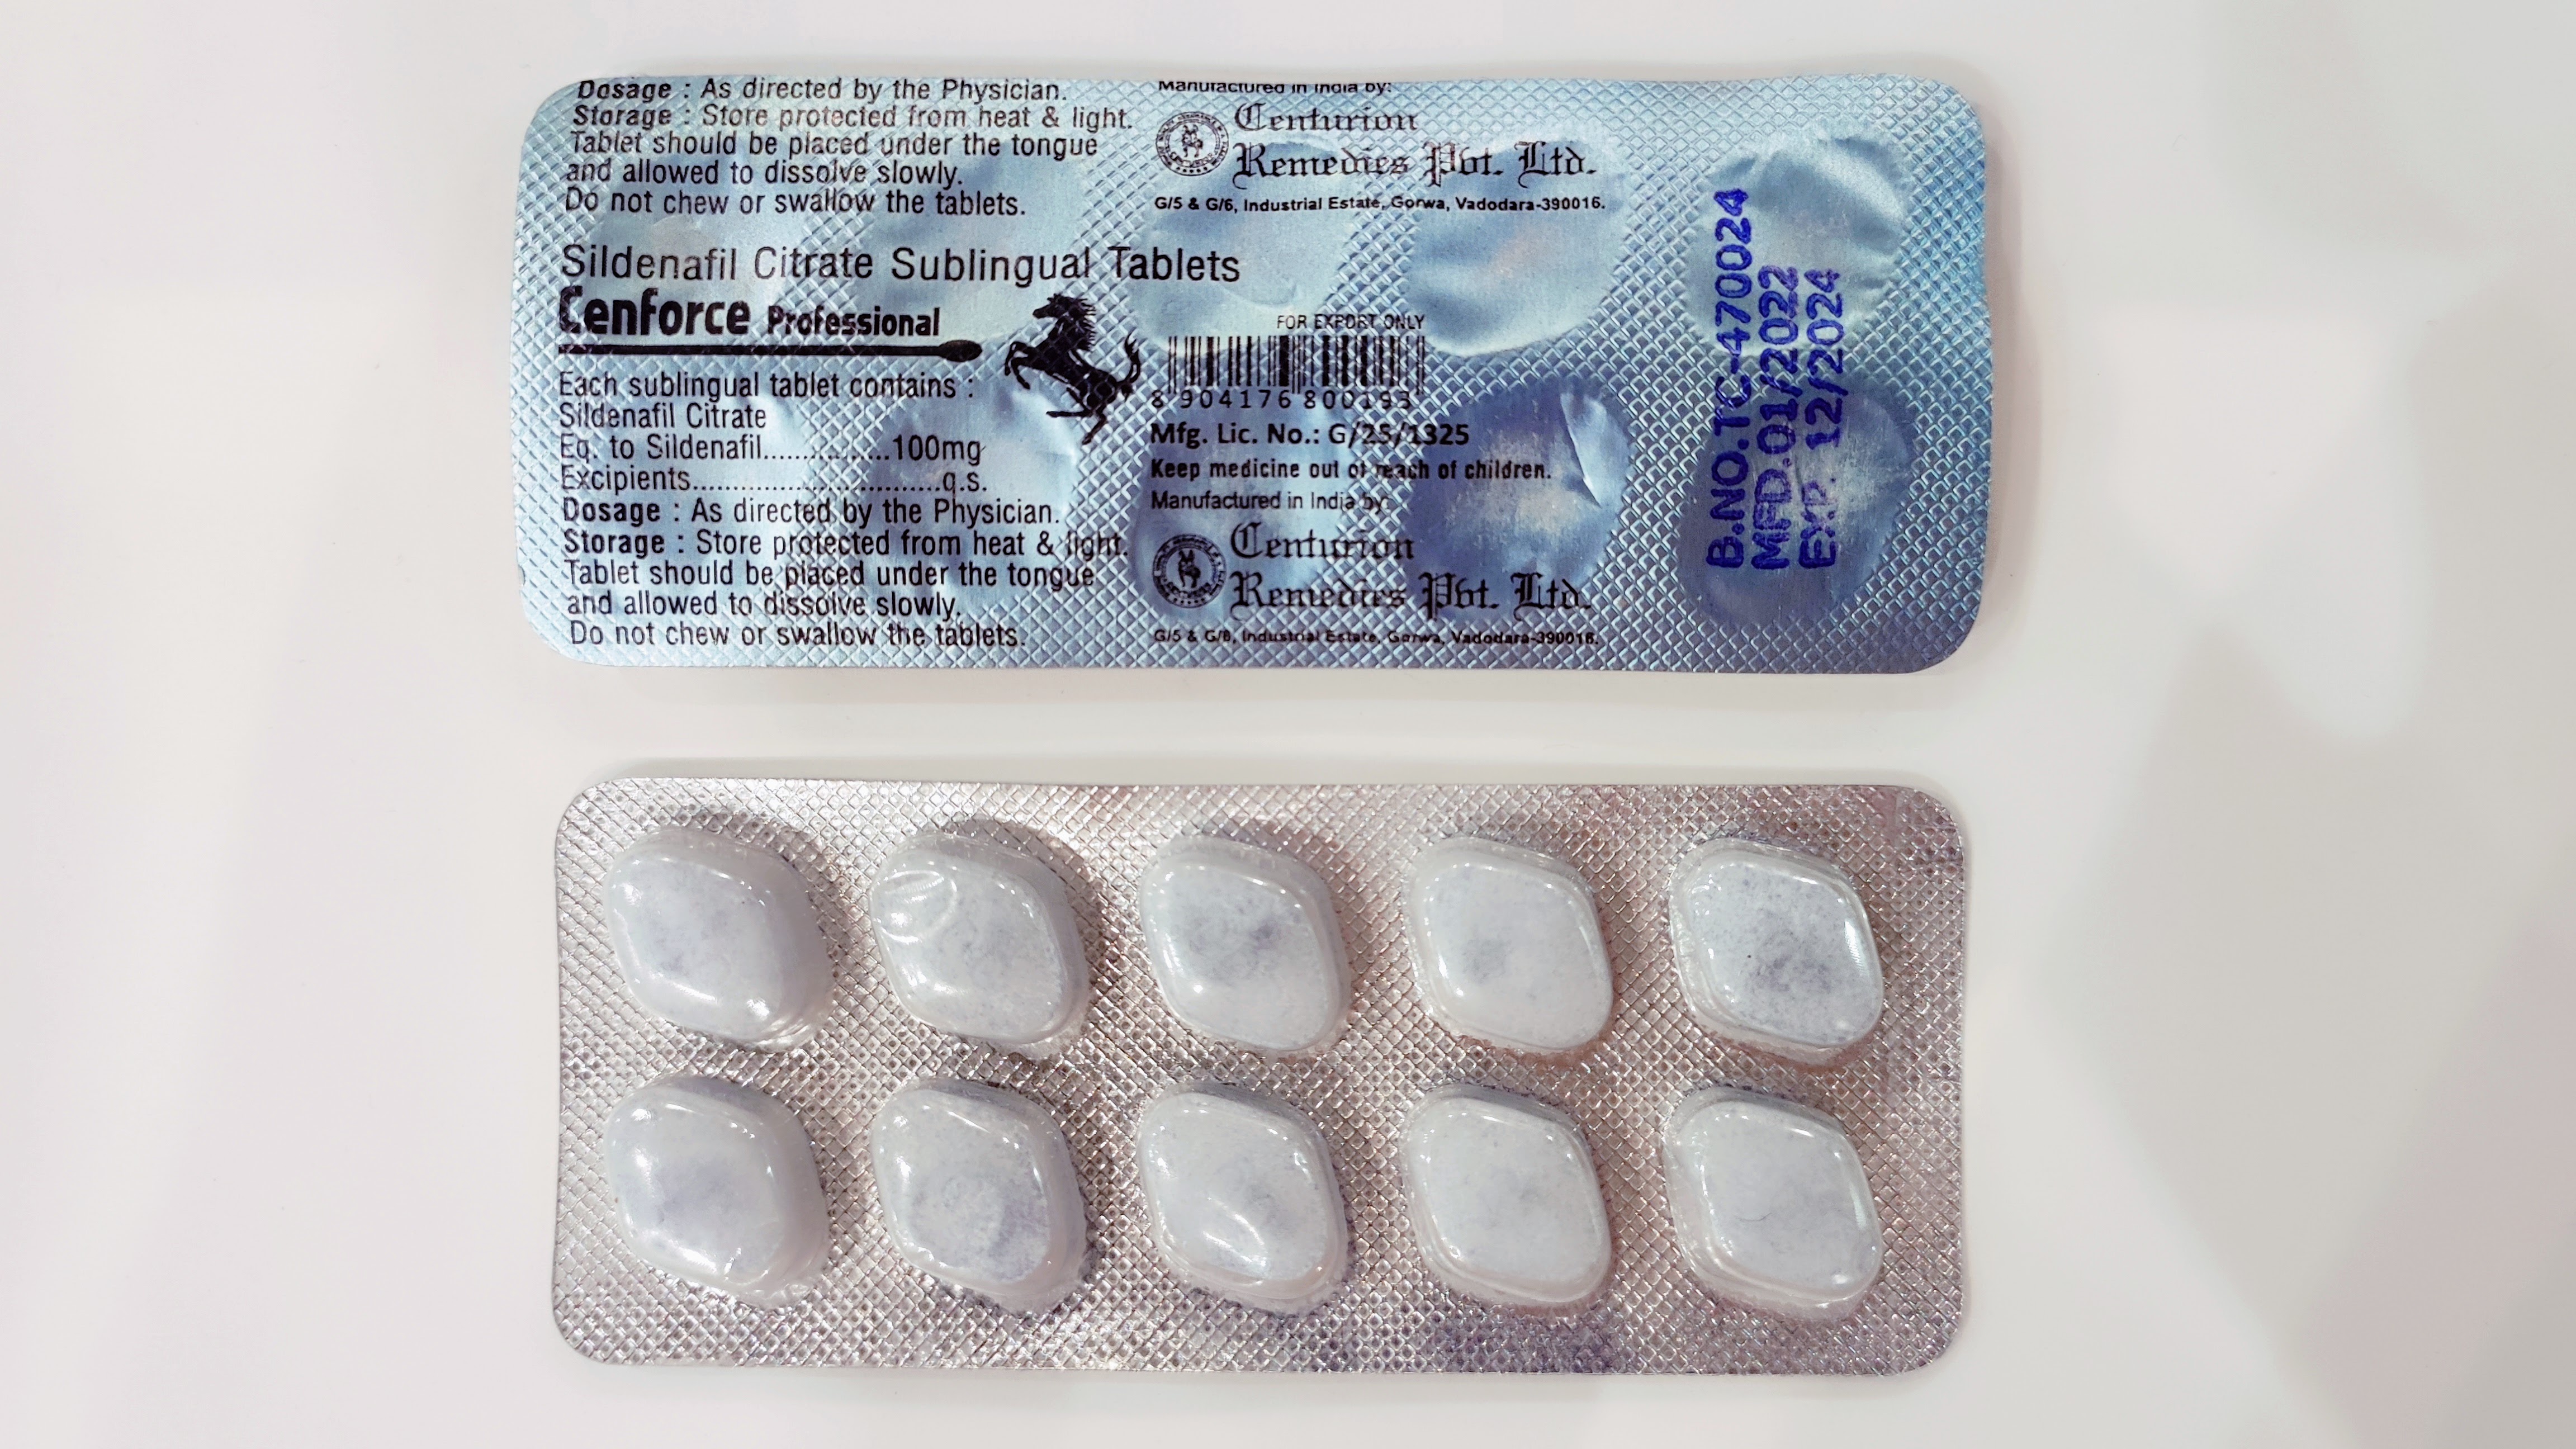 Dosage : As directed by the Physician.
Storage : Store protected from heat & light.
Tablet should be placed under the tongue
and allowed to dissolve slowly.
Do not chew or swallow the tablets.
Manufactured in India by:
Centurion
Remedies Pvt. Ltd.
G/5 & G/6, Industrial Estate, Gorwa, Vadodara-390016.
Sildenafil Citrate Sublingual Tablets
Cenforce Professional
Each sublingual tablet contains :
Sildenafil Citrate
Eq. to Sildenafil................100mg
Excipients...............................q.s.
Dosage : As directed by the Physician.
Storage : Store protected from heat & light.
Tablet should be placed under the tongue
and allowed to dissolve slowly.
Do not chew or swallow the tablets.
FOR EXPORT ONLY
8 904176 800193
Mfg. Lic. No.: G/25/1325
Keep medicine out of reach of children.
Manufactured in India by:
Centurion
Remedies Pvt. Ltd.
G/5 & G/6, Industrial Estate, Gorwa, Vadodara-390016.
B.NO.TC-470024
MFD.01/2022
EXP. 12/2024